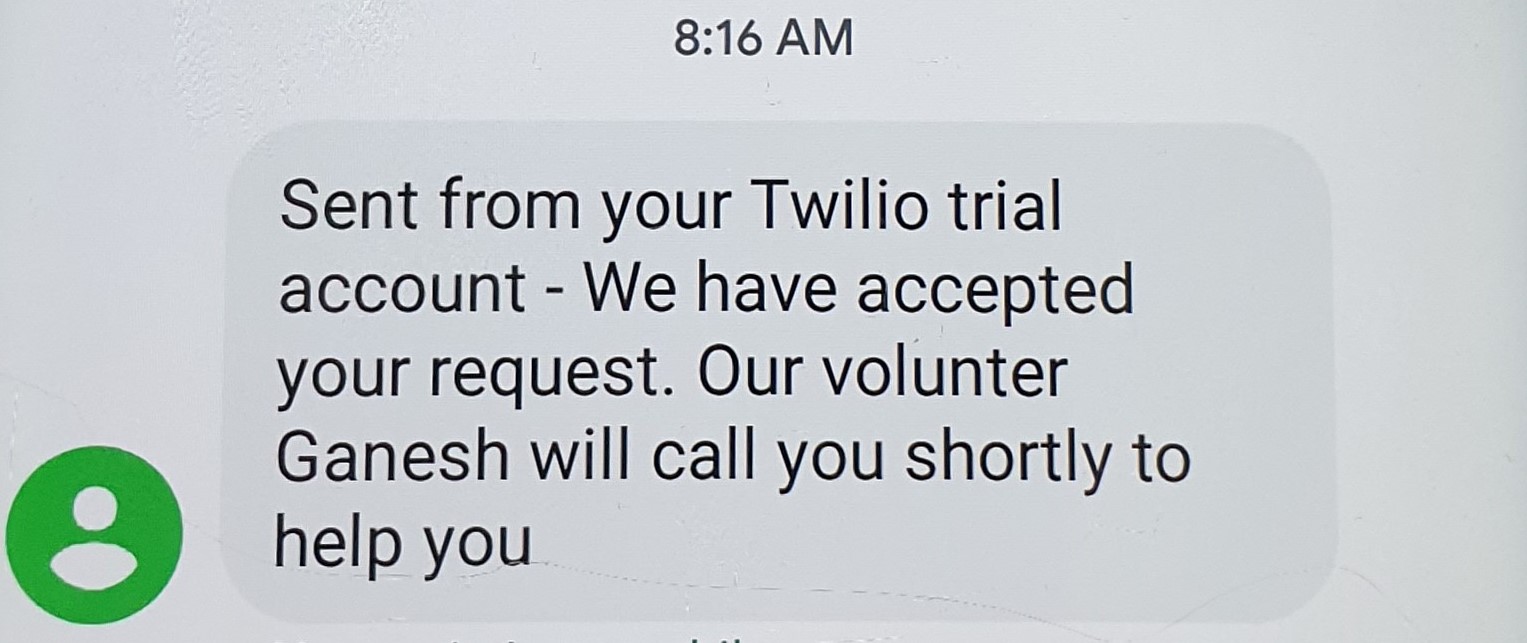 8:16 AM
Sent from your Twilio trial
account - We have accepted
your request. Our volunter
Ganesh will call you shortly to
help you